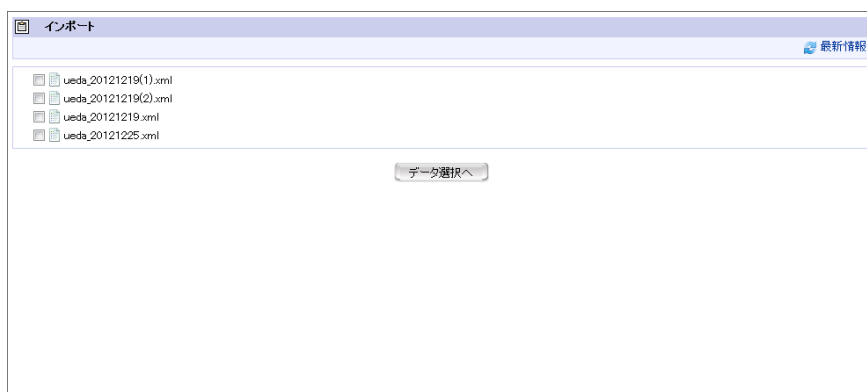 インポート
最新情報
ueda_20121219(1).xml
ueda_20121219(2).xml
ueda_20121219.xml
ueda_20121225.xml
データ選択へ